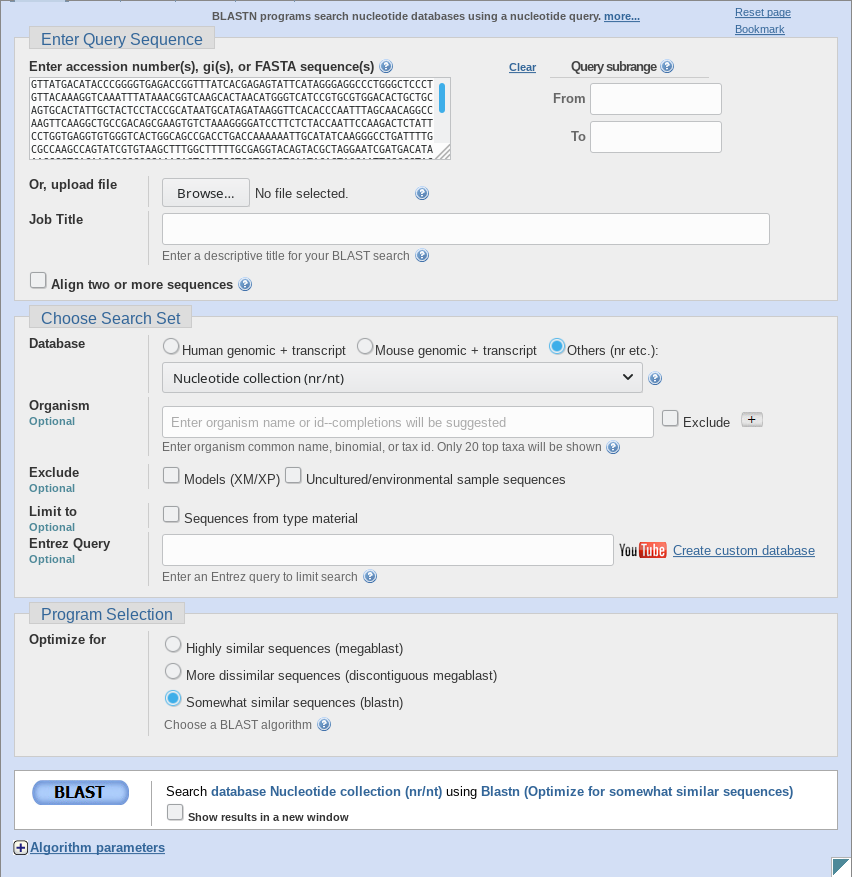 BLASTN programs search nucleotide databases using a nucleotide query. more...
Reset page
Bookmark
Enter Query Sequence
Enter accession number(s), gi(s), or FASTA sequence(s)
Clear
Query subrange
GTTATGACATACCCGGGGTGAGACCGGTTTATCACGAGAGTATTCATAGGGAGGCCCTGGGCTCCCT
GTTACAAAGGTCAAATTTATAAACGGTCAAGCACTAACATGGGTCATCCGTGCGTGGACACTGCTGC
AGTGCACTATTGCTACTCCTACCGCATAATGCATAGATAAGGTTCACACCCAATTTAGCAACAGGCC
AAGTTCAAGGCTGCCGACAGCGAAGTGTCTAAAGGGGATCCTTCTCTACCAATTCCAAGACTCTATT
CCTGGTGAGGTGTGGGTCACTGGCAGCCGACCTGACCAAAAAATTGCATATCAAGGGCCTGATTTTG
CGCCAAGCCAGTATCGTGTAAGCTTTGGCTTTTTGCGAGGTACAGTACGCTAGGAATCGATGACATA
From
To
Or, upload file
Browse...
No file selected.
Job Title
Enter a descriptive title for your BLAST search
Align two or more sequences
Choose Search Set
Database
Human genomic + transcript
Mouse genomic + transcript
Others (nr etc.):
Nucleotide collection (nr/nt)
Organism
Optional
Enter organism name or id--completions will be suggested
Exclude
+
Enter organism common name, binomial, or tax id. Only 20 top taxa will be shown
Exclude
Optional
Models (XM/XP)
Uncultured/environmental sample sequences
Limit to
Optional
Sequences from type material
Entrez Query
Optional
YouTube
Create custom database
Enter an Entrez query to limit search
Program Selection
Optimize for
Highly similar sequences (megablast)
More dissimilar sequences (discontiguous megablast)
Somewhat similar sequences (blastn)
Choose a BLAST algorithm
BLAST
Search database Nucleotide collection (nr/nt) using Blastn (Optimize for somewhat similar sequences)
Show results in a new window
Algorithm parameters